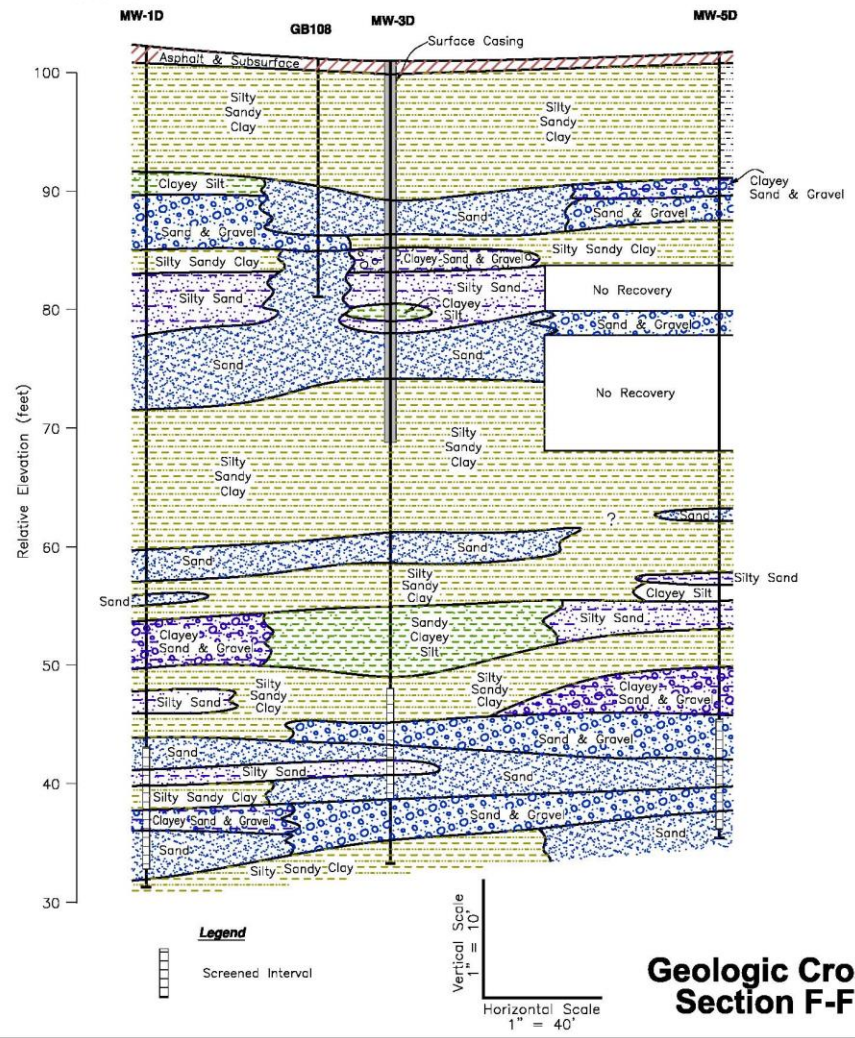 MW-1D
GB108
MW-3D
MW-5D
Surface Casing
Asphalt & Subsurface
100
90
80
70
60
50
40
30
Relative Elevation (feet)
Silty
Sandy
Clay
Silty
Sandy
Clay
Clayey Silt
Clayey
Sand & Gravel
Sand
Sand & Gravel
Sand & Gravel
Silty Sandy Clay
Silty Sandy Clay
Clayey-Sand & Gravel
Silty Sand
Silty Sand
No Recovery
Clayey
Silt
Sand & Gravel
Sand
Sand
No Recovery
Silty
Sandy
Clay
Silty
Sandy
Clay
?
Sand
Sand
Sand
Silty
Sandy
Clay
Silty Sand
Clayey Silt
Sand
Clayey
Sand & Gravel
Sandy
Clayey
Silt
Silty Sand
Silty
Sandy
Clay
Silty
Sandy
Clay
Clayey
Sand & Gravel
Silty Sand
Sand & Gravel
Sand
Silty Sand
Sand
Silty Sandy Clay
Clayey Sand & Gravel
Sand & Gravel
Sand
Sand
Silty Sandy Clay
Legend
Screened Interval
Vertical Scale
1" = 10'
Horizontal Scale
1" = 40'
Geologic Cro
Section F-F